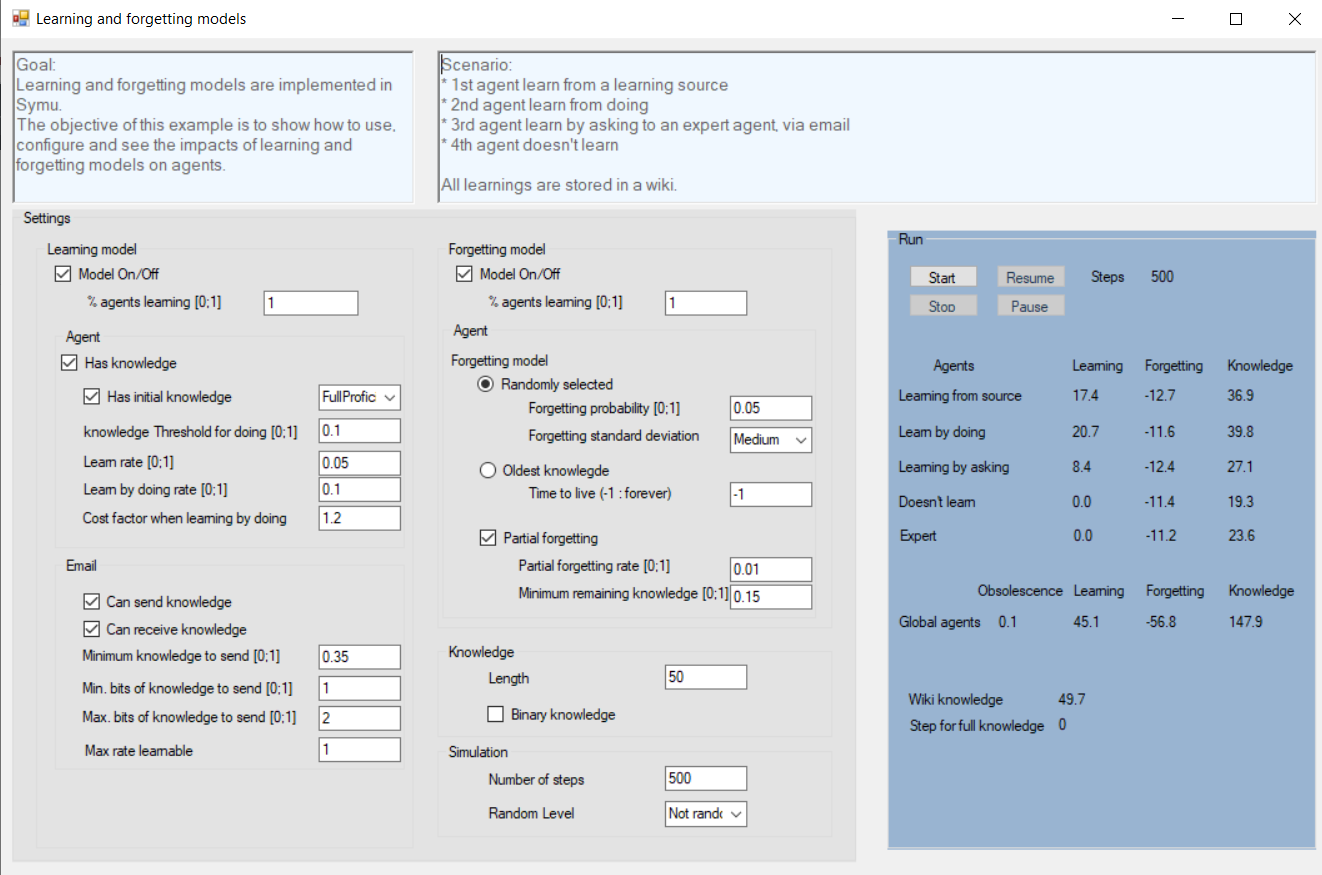 Learning and forgetting models
Goal:
Learning and forgetting models are implemented in
Symu.
The objective of this example is to show how to use,
configure and see the impacts of learning and
forgetting models on agents.
Scenario:
* 1st agent learn from a learning source
* 2nd agent learn from doing
* 3rd agent learn by asking to an expert agent, via email
* 4th agent doesn't learn
All learnings are stored in a wiki.
Settings
Learning model
Model On/Off
% agents learning [0;1] 1
Agent
Has knowledge
Has initial knowledge FullProfic
knowledge Threshold for doing [0;1] 0.1
Learn rate [0;1] 0.05
Learn by doing rate [0;1] 0.1
Cost factor when learning by doing 1.2
Email
Can send knowledge
Can receive knowledge
Minimum knowledge to send [0;1] 0.35
Min. bits of knowledge to send [0;1] 1
Max. bits of knowledge to send [0;1] 2
Max rate learnable 1
Forgetting model
Model On/Off
% agents learning [0;1] 1
Agent
Forgetting model
Randomly selected
Forgetting probability [0;1] 0.05
Forgetting standard deviation Medium
Oldest knowlegde
Time to live (-1 : forever) -1
Partial forgetting
Partial forgetting rate [0;1] 0.01
Minimum remaining knowledge [0;1] 0.15
Knowledge
Length 50
Binary knowledge
Simulation
Number of steps 500
Random Level Not rando
Run
Start Resume Steps 500
Stop Pause
Agents Learning Forgetting Knowledge
Learning from source 17.4 -12.7 36.9
Learn by doing 20.7 -11.6 39.8
Learning by asking 8.4 -12.4 27.1
Doesn't learn 0.0 -11.4 19.3
Expert 0.0 -11.2 23.6
Obsolescence Learning Forgetting Knowledge
Global agents 0.1 45.1 -56.8 147.9
Wiki knowledge 49.7
Step for full knowledge 0